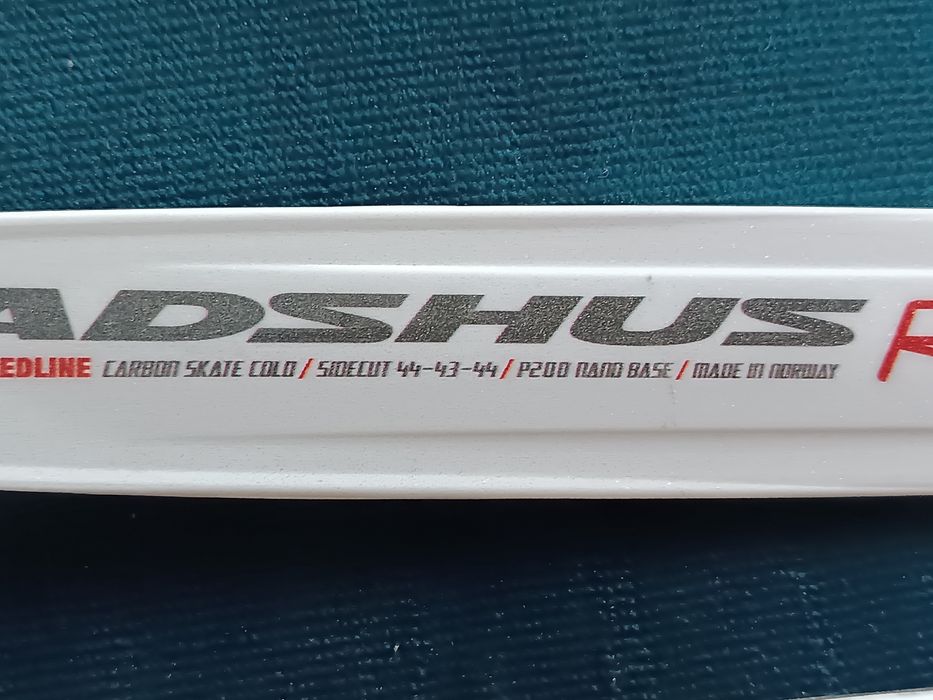 ADSHUS R
EDLINE CARBON SKATE COLD / SIDECUT 44-43-44 / P200 NANO BASE / MADE IN NORWAY